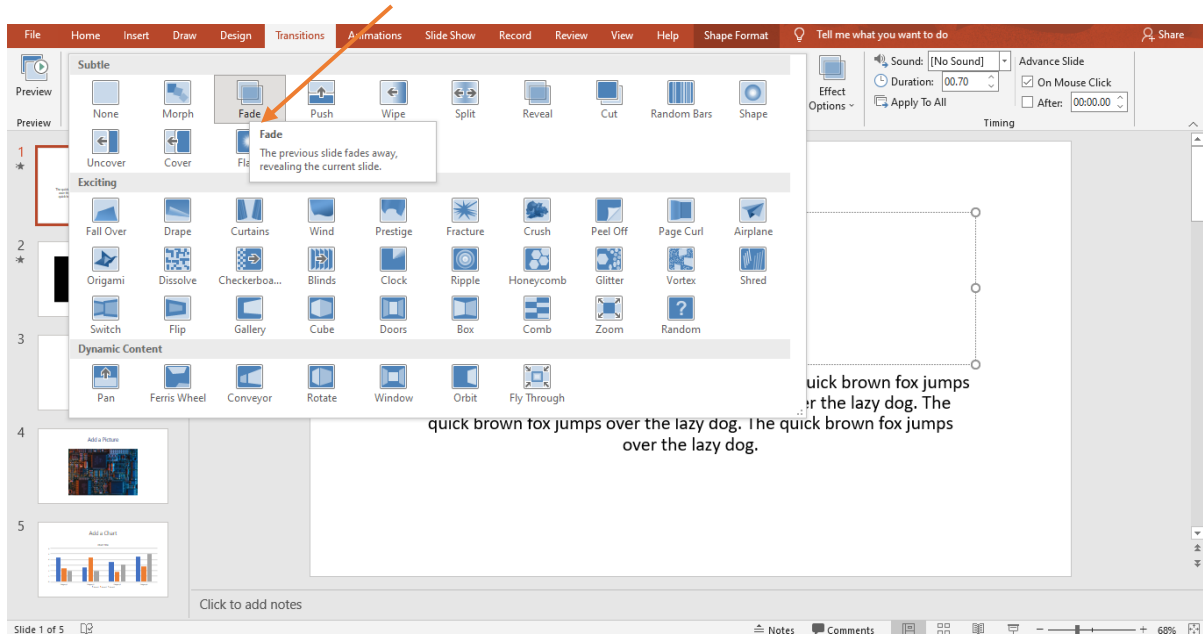 File Home Insert Draw Design Transitions Animations Slide Show Record Review View Help Shape Format Tell me what you want to do Share
Preview
Preview
Subtle
None Morph Fade Push Wipe Split Reveal Cut Random Bars Shape
Uncover Cover
Fade
The previous slide fades away,
revealing the current slide.
Exciting
Fall Over Drape Curtains Wind Prestige Fracture Crush Peel Off Page Curl Airplane
Origami Dissolve Checkerboa... Blinds Clock Ripple Honeycomb Glitter Vortex Shred
Switch Flip Gallery Cube Doors Box Comb Zoom Random
Dynamic Content
Pan Ferris Wheel Conveyor Rotate Window Orbit Fly Through
Effect
Options
Sound: [No Sound]
Duration: 00.70
Apply To All
Advance Slide
On Mouse Click
After: 00:00.00
Timing
1
2
3
4
Add a Picture
5
Add a Chart
brown fox jumps
the lazy dog. The
quick brown fox jumps over the lazy dog. The quick brown fox jumps
over the lazy dog.
Click to add notes
Slide 1 of 5 Notes Comments 68%